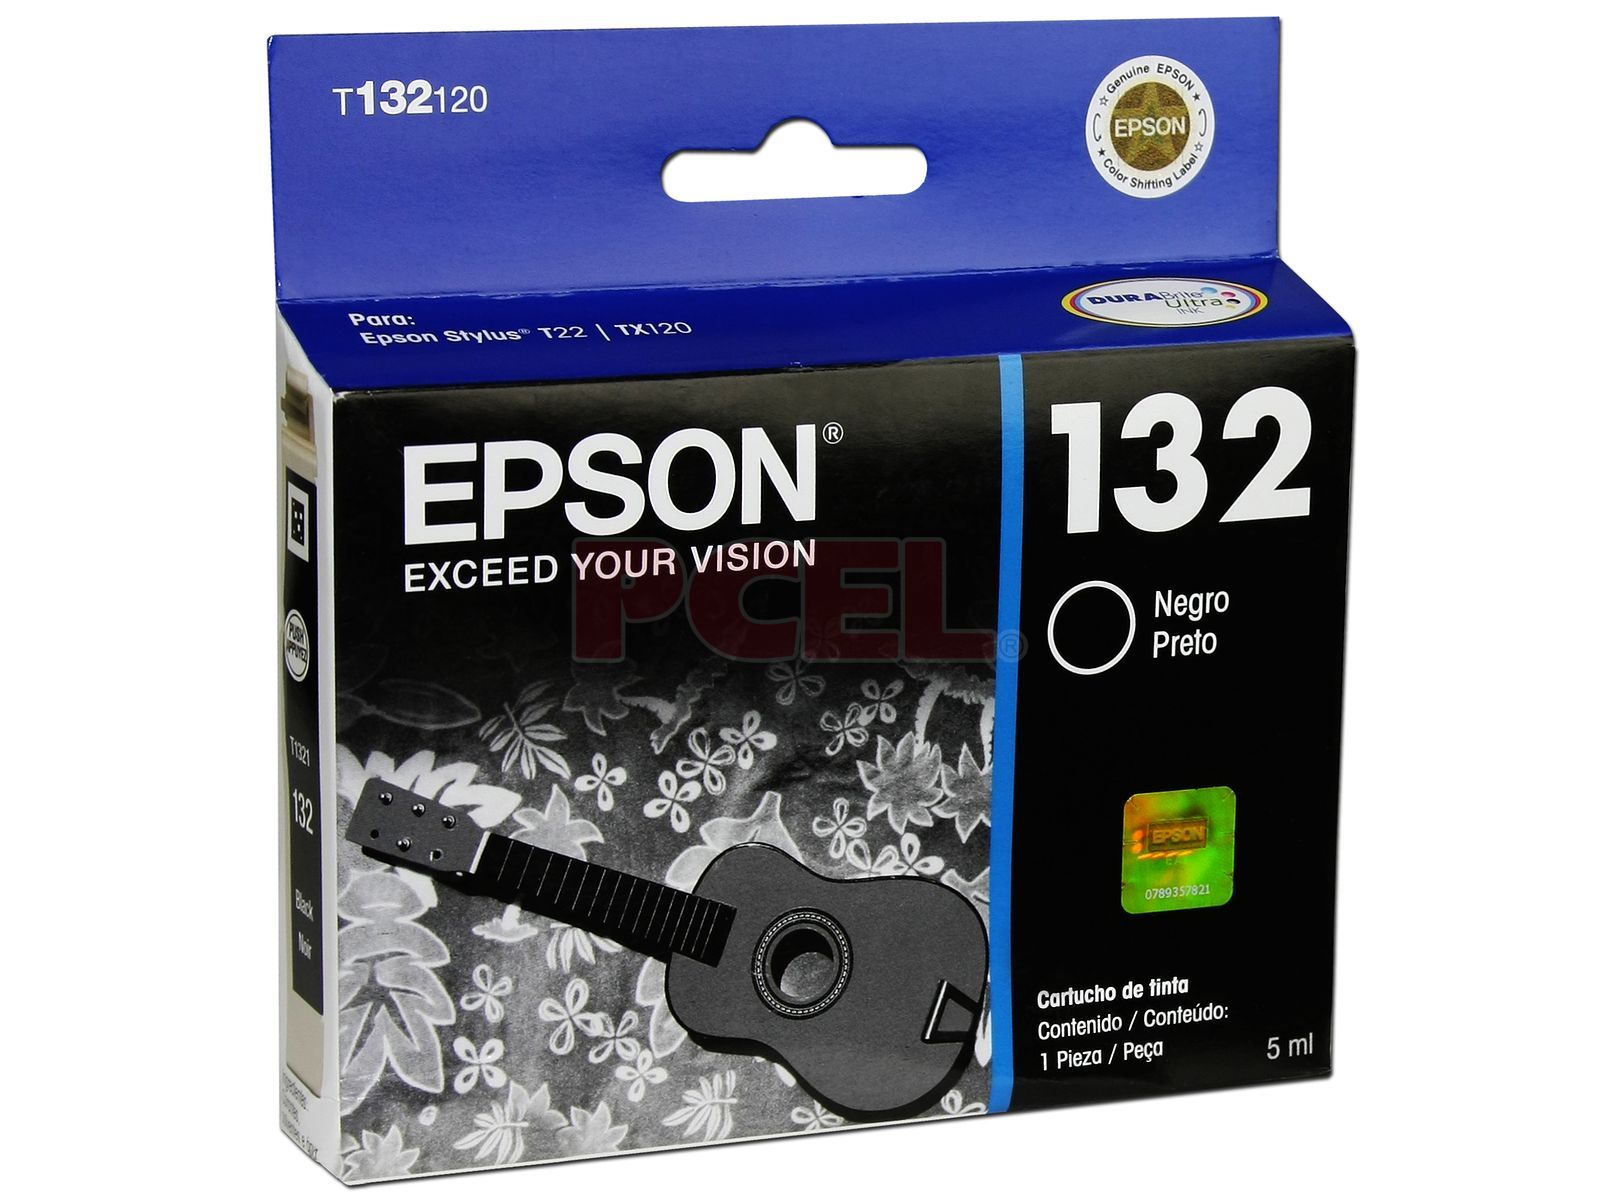 T132120
Genuine EPSON
EPSON
Color Shifting Label
DURABrite
Ultra
INK
Para:
Epson Stylus® T22 | TX120
EPSON®
EXCEED YOUR VISION
132
Negro
Preto
PCEL®
PUSH
T1321
132
Black
Noir
EPSON
0789357821
Cartucho de tinta
Contenido / Conteúdo:
1 Pieza / Peça
5 ml